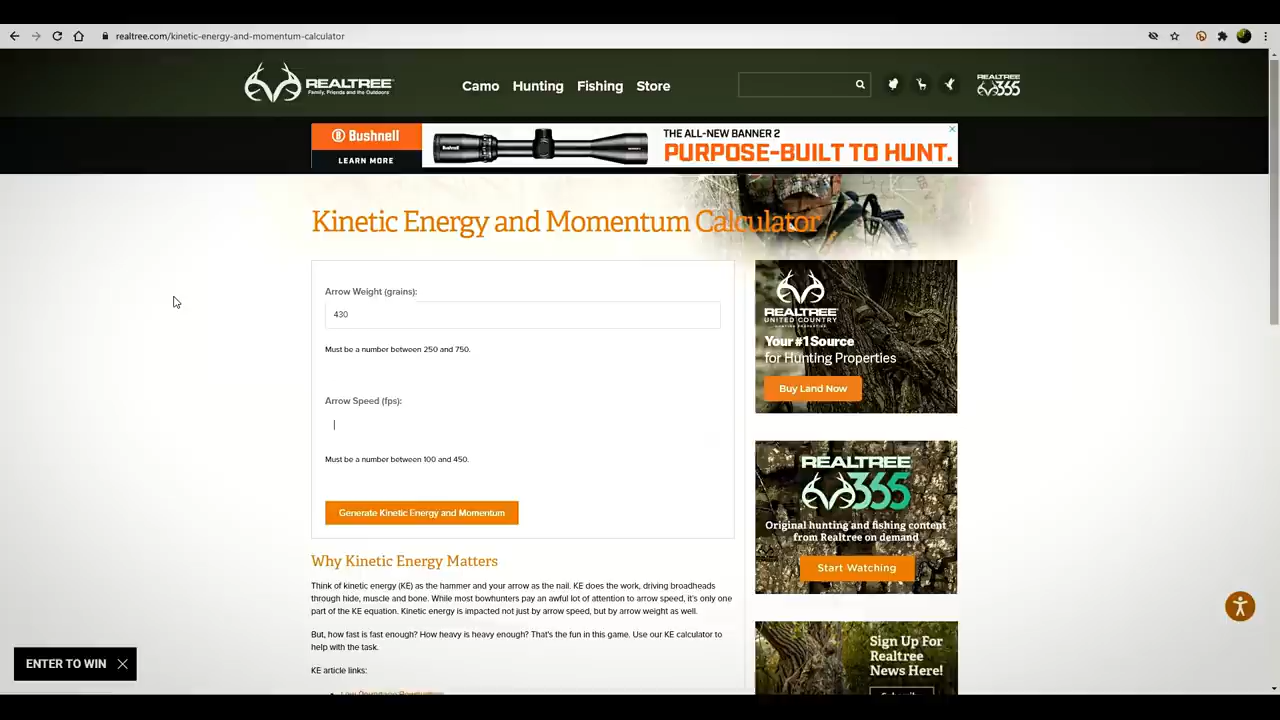 realtree.com/kinetic-energy-and-momentum-calculator
REALTREE
Family, Friends and the Outdoors
Camo Hunting Fishing Store
REALTREE
365
Bushnell
LEARN MORE
Bushnell
THE ALL-NEW BANNER 2
PURPOSE-BUILT TO HUNT.
Kinetic Energy and Momentum Calculator
Arrow Weight (grains):
430
Must be a number between 250 and 750.
Arrow Speed (fps):
Must be a number between 100 and 450.
Generate Kinetic Energy and Momentum
Why Kinetic Energy Matters
Think of kinetic energy (KE) as the hammer and your arrow as the nail. KE does the work, driving broadheads
through hide, muscle and bone. While most bowhunters pay an awful lot of attention to arrow speed, it's only one
part of the KE equation. Kinetic energy is impacted not just by arrow speed, but by arrow weight as well.
But, how fast is fast enough? How heavy is heavy enough? That's the fun in this game. Use our KE calculator to
help with the task.
KE article links:
REALTREE
UNITED COUNTRY
HUNTING PROPERTIES
Your #1 Source
for Hunting Properties
Buy Land Now
REALTREE
365
Original hunting and fishing content
from Realtree on demand
Start Watching
Sign Up For
Realtree
News Here!
ENTER TO WIN